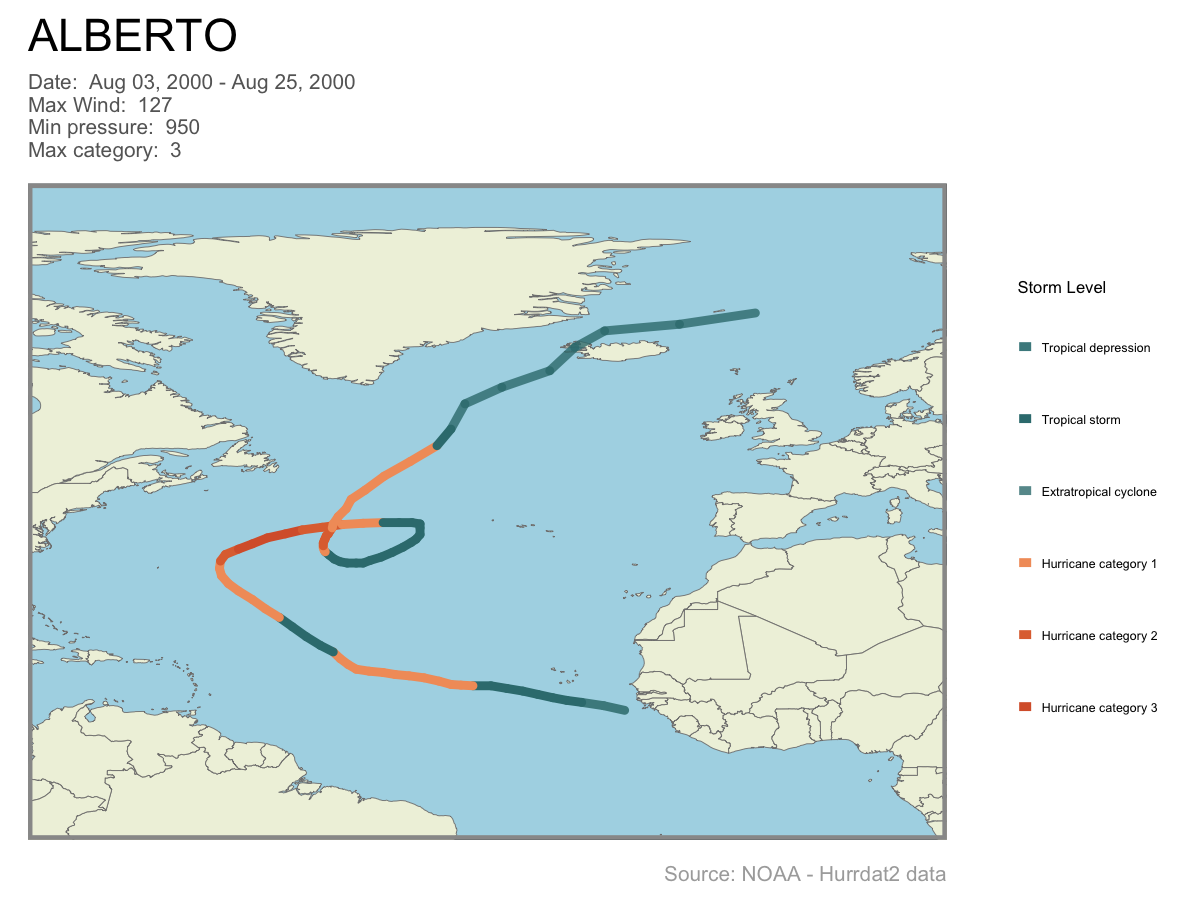 ALBERTO
Date:  Aug 03, 2000 - Aug 25, 2000
Max Wind:  127
Min pressure:  950
Max category:  3
Storm Level
Tropical depression
Tropical storm
Extratropical cyclone
Hurricane category 1
Hurricane category 2
Hurricane category 3
Source: NOAA - Hurrdat2 data